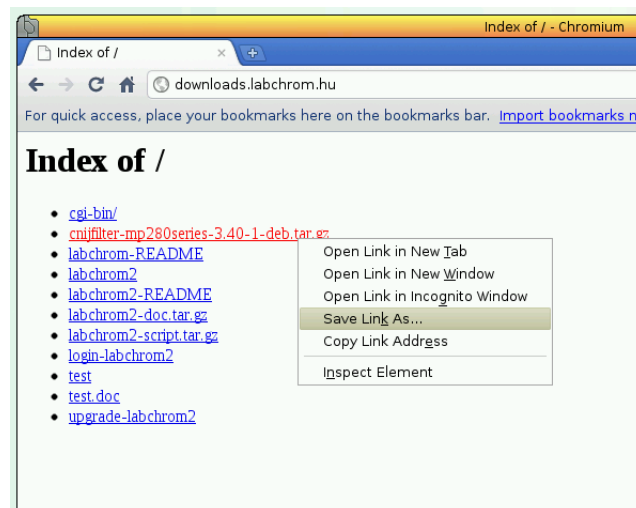 Index of / - Chromium
Index of /
downloads.labchrom.hu
For quick access, place your bookmarks here on the bookmarks bar. Import bookmarks
Index of /
cgi-bin/
cnijfilter-mp280series-3.40-1-deb.tar.gz
labchrom-README
labchrom2
labchrom2-README
labchrom2-doc.tar.gz
labchrom2-script.tar.gz
login-labchrom2
test
test.doc
upgrade-labchrom2
Open Link in New Tab
Open Link in New Window
Open Link in Incognito Window
Save Link As...
Copy Link Address
Inspect Element